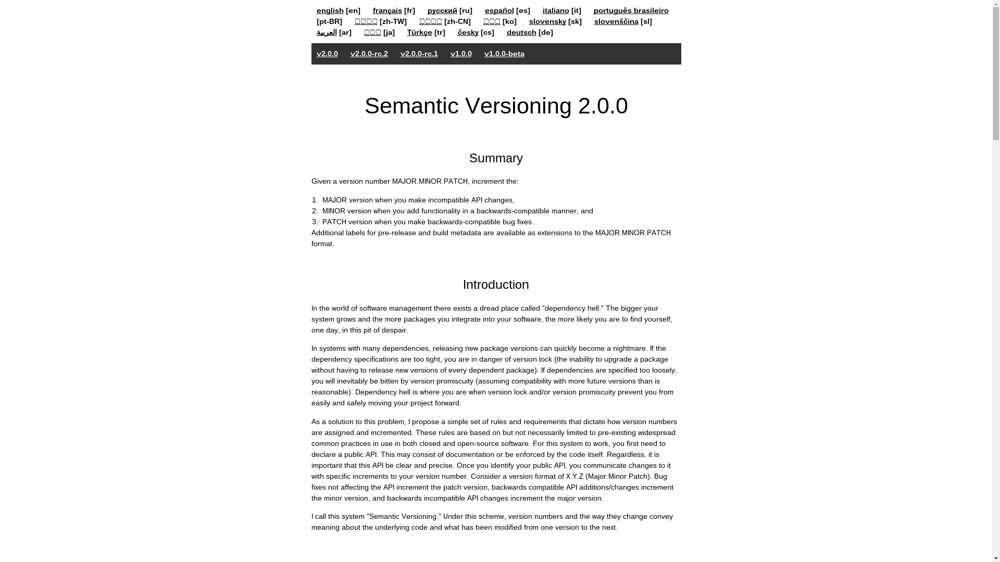 english [en] français [fr] русский [ru] español [es] italiano [it] português brasileiro
[pt-BR] [zh-TW] [zh-CN] [ko] slovensky [sk] slovenščina [sl]
العربية [ar] [ja] Türkçe [tr] česky [cs] deutsch [de]
v2.0.0 v2.0.0-rc.2 v2.0.0-rc.1 v1.0.0 v1.0.0-beta
Semantic Versioning 2.0.0
Summary
Given a version number MAJOR.MINOR.PATCH, increment the:
1. MAJOR version when you make incompatible API changes,
2. MINOR version when you add functionality in a backwards-compatible manner, and
3. PATCH version when you make backwards-compatible bug fixes.
Additional labels for pre-release and build metadata are available as extensions to the MAJOR.MINOR.PATCH
format.
Introduction
In the world of software management there exists a dread place called "dependency hell." The bigger your
system grows and the more packages you integrate into your software, the more likely you are to find yourself,
one day, in this pit of despair.
In systems with many dependencies, releasing new package versions can quickly become a nightmare. If the
dependency specifications are too tight, you are in danger of version lock (the inability to upgrade a package
without having to release new versions of every dependent package). If dependencies are specified too loosely,
you will inevitably be bitten by version promiscuity (assuming compatibility with more future versions than is
reasonable). Dependency hell is where you are when version lock and/or version promiscuity prevent you from
easily and safely moving your project forward.
As a solution to this problem, I propose a simple set of rules and requirements that dictate how version numbers
are assigned and incremented. These rules are based on but not necessarily limited to pre-existing widespread
common practices in use in both closed and open-source software. For this system to work, you first need to
declare a public API. This may consist of documentation or be enforced by the code itself. Regardless, it is
important that this API be clear and precise. Once you identify your public API, you communicate changes to it
with specific increments to your version number. Consider a version format of X.Y.Z (Major.Minor.Patch). Bug
fixes not affecting the API increment the patch version, backwards compatible API additions/changes increment
the minor version, and backwards incompatible API changes increment the major version.
I call this system "Semantic Versioning." Under this scheme, version numbers and the way they change convey
meaning about the underlying code and what has been modified from one version to the next.